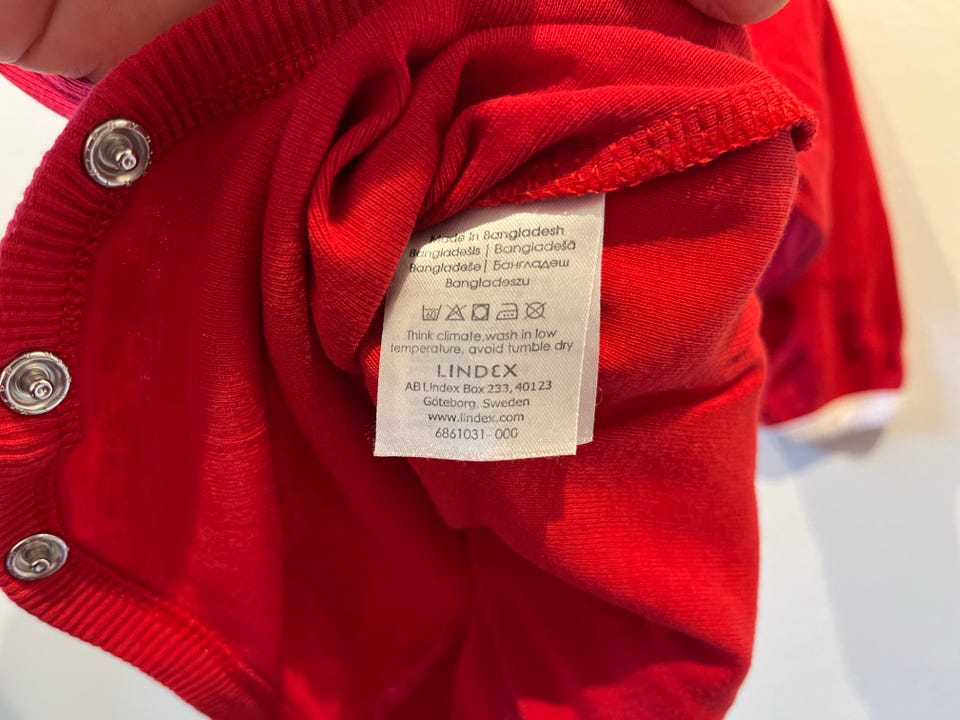 Made in Bangladesh
Bangladešis | Bangladešā
Bangladeše | Бангладеш
Bangladeszu
60
Think climate, wash in low
temperature, avoid tumble dry
LINDEX
AB Lindex Box 233, 40123
Göteborg, Sweden
www.lindex.com
6861031-000